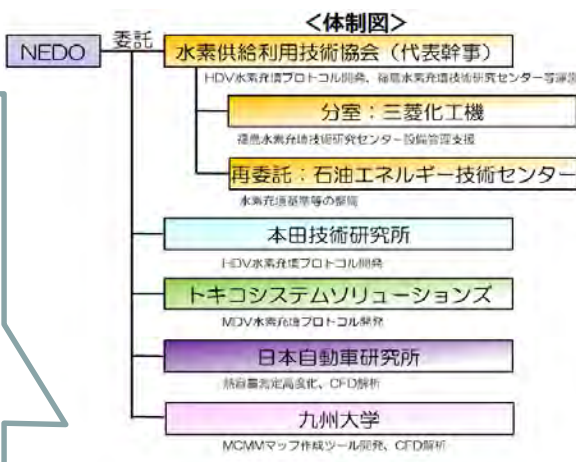 <体制図>
NEDO
委託
水素供給利用技術協会（代表幹事）
HDV水素充填プロトコル開発、福島水素充填技術研究センター等運営
分室：三菱化工機
福島水素充填技術研究センター設備管理支援
再委託：石油エネルギー技術センター
水素充填基準等の整備
本田技術研究所
HDV水素充填プロトコル開発
トキコシステムソリューションズ
MDV水素充填プロトコル開発
日本自動車研究所
熱容量測定高度化、CFD解析
九州大学
MCMMマップ作成ツール開発、CFD解析